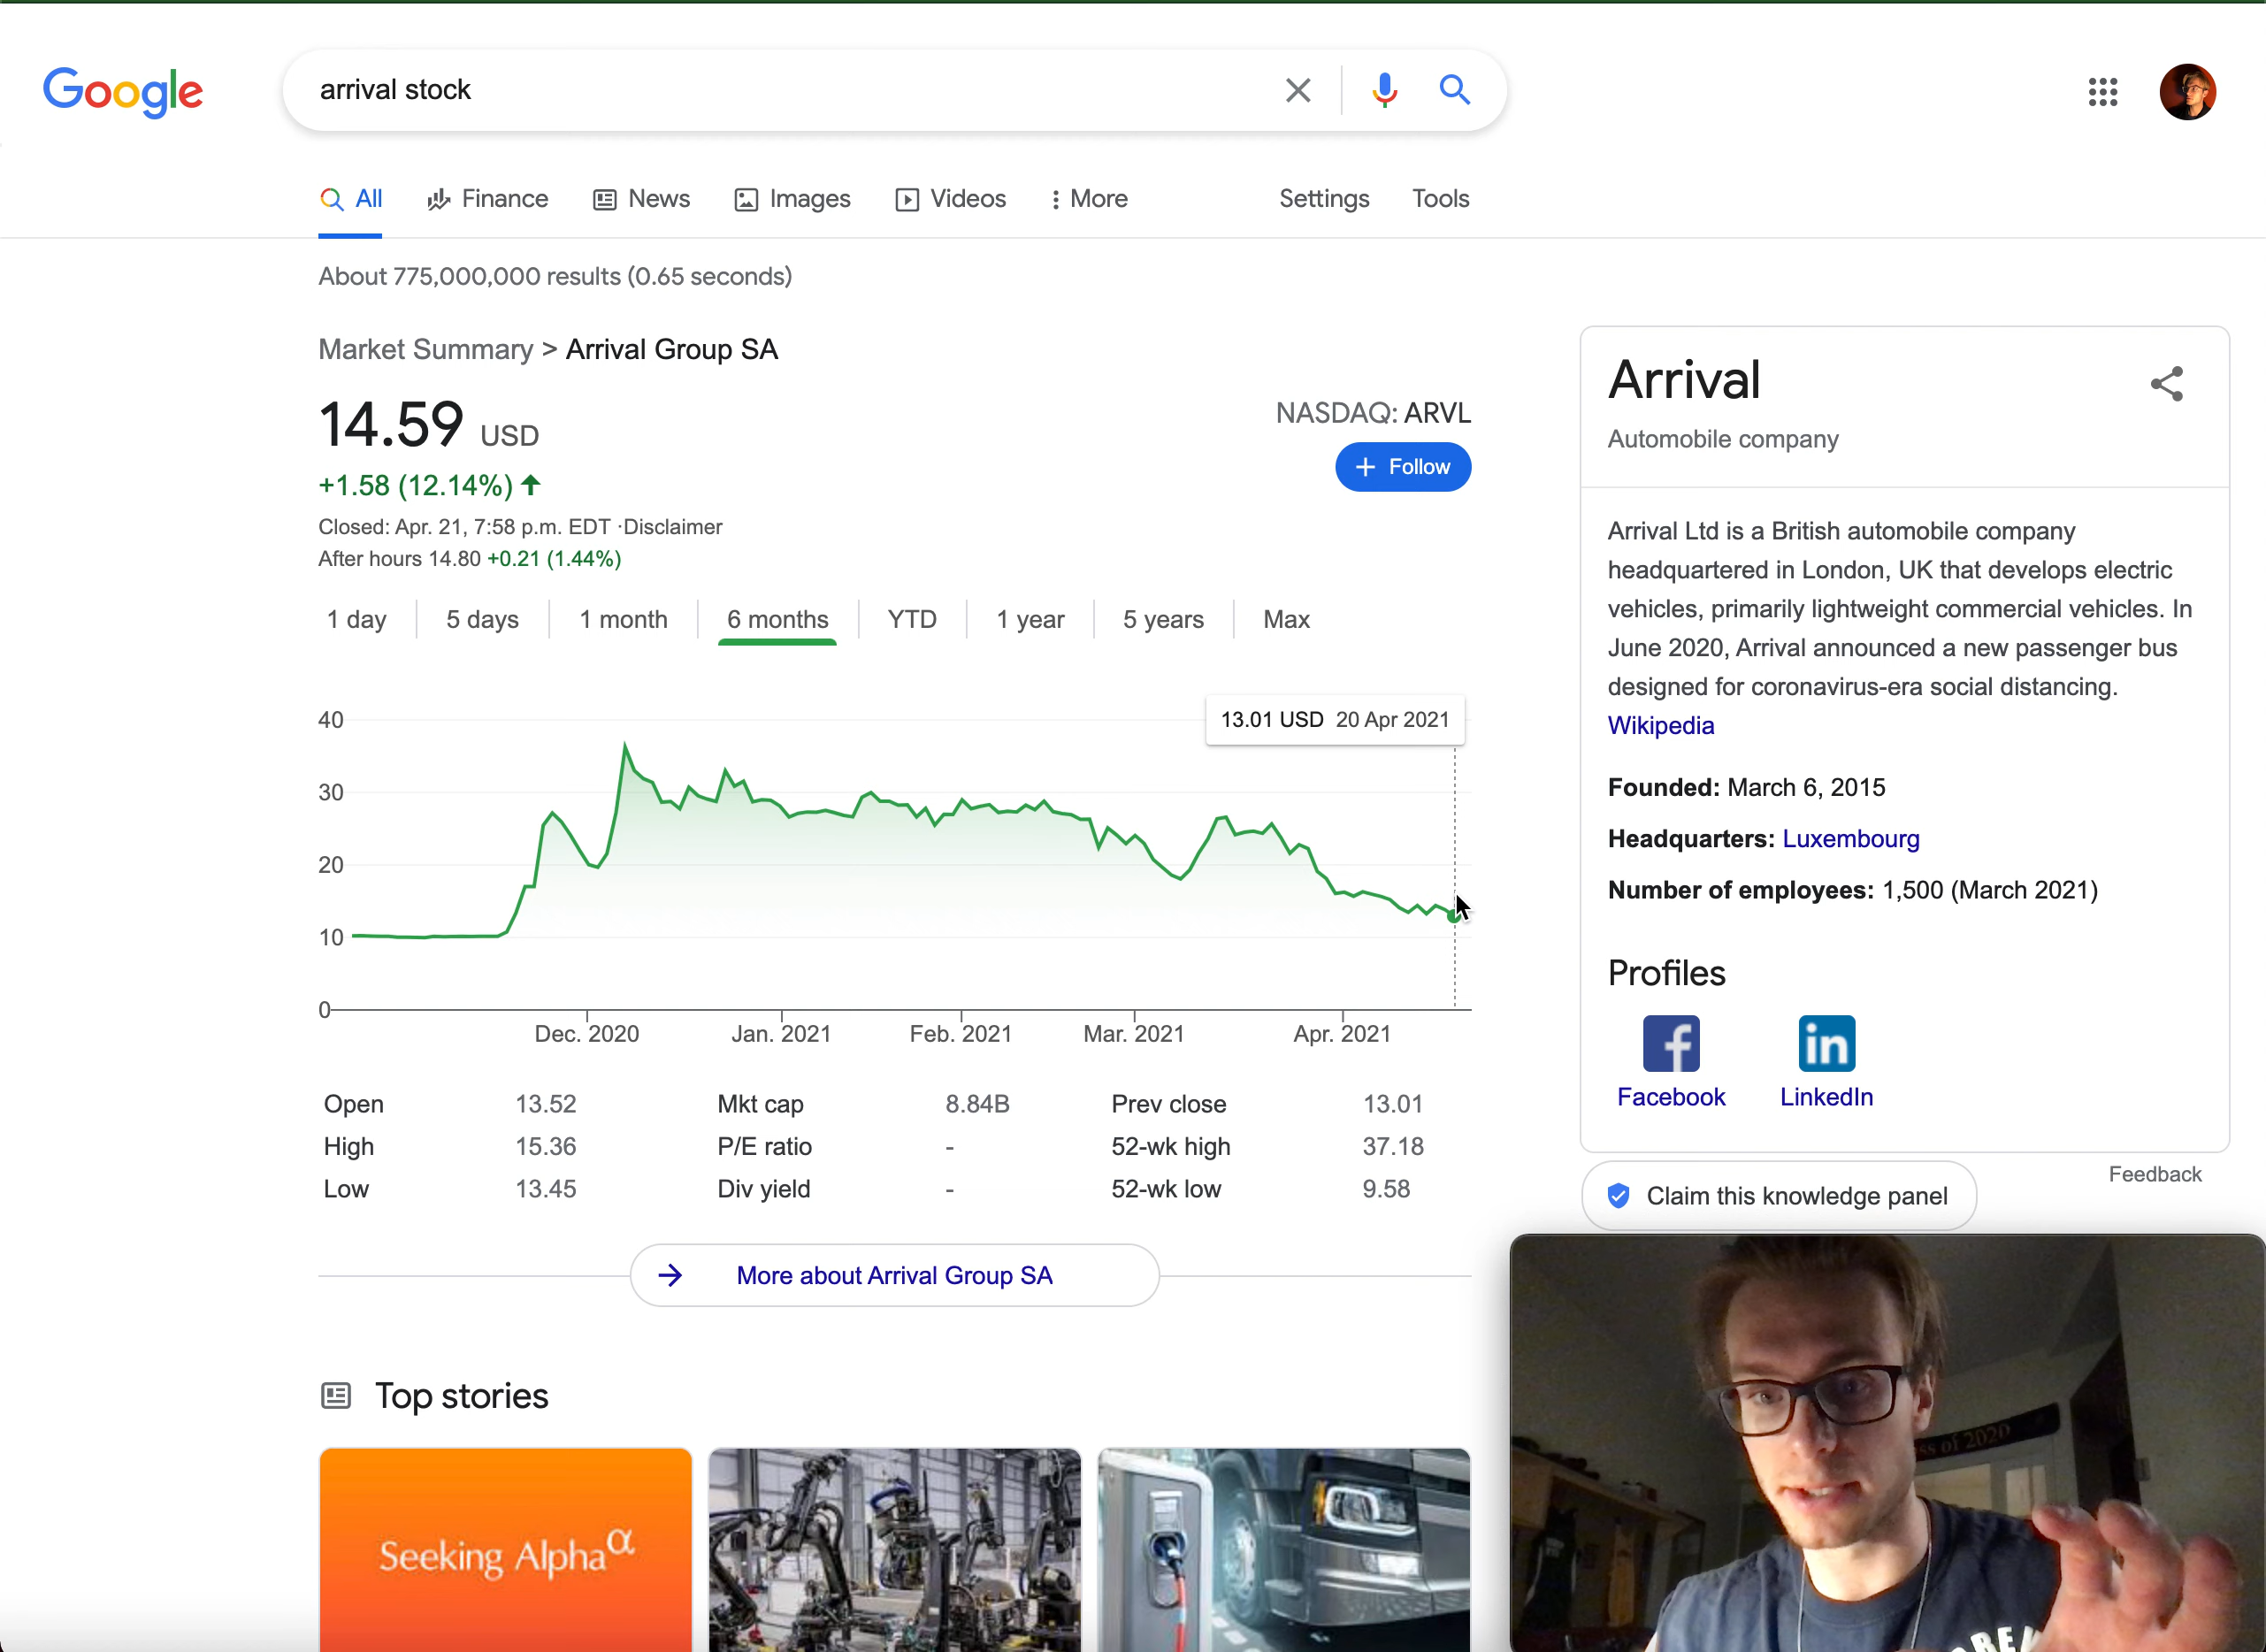 Google
arrival stock
All Finance News Images Videos More Settings Tools
About 775,000,000 results (0.65 seconds)
Market Summary > Arrival Group SA
14.59 USD
NASDAQ: ARVL
+1.58 (12.14%)
Follow
Closed: Apr. 21, 7:58 p.m. EDT ·Disclaimer
After hours 14.80 +0.21 (1.44%)
1 day 5 days 1 month 6 months YTD 1 year 5 years Max
13.01 USD 20 Apr 2021
40
30
20
10
0
Dec. 2020 Jan. 2021 Feb. 2021 Mar. 2021 Apr. 2021
Open 13.52 Mkt cap 8.84B Prev close 13.01
High 15.36 P/E ratio - 52-wk high 37.18
Low 13.45 Div yield - 52-wk low 9.58
More about Arrival Group SA
Top stories
Seeking Alpha α
Arrival
Automobile company
Arrival Ltd is a British automobile company
headquartered in London, UK that develops electric
vehicles, primarily lightweight commercial vehicles. In
June 2020, Arrival announced a new passenger bus
designed for coronavirus-era social distancing.
Wikipedia
Founded: March 6, 2015
Headquarters: Luxembourg
Number of employees: 1,500 (March 2021)
Profiles
Facebook LinkedIn
Feedback
Claim this knowledge panel
of 2020